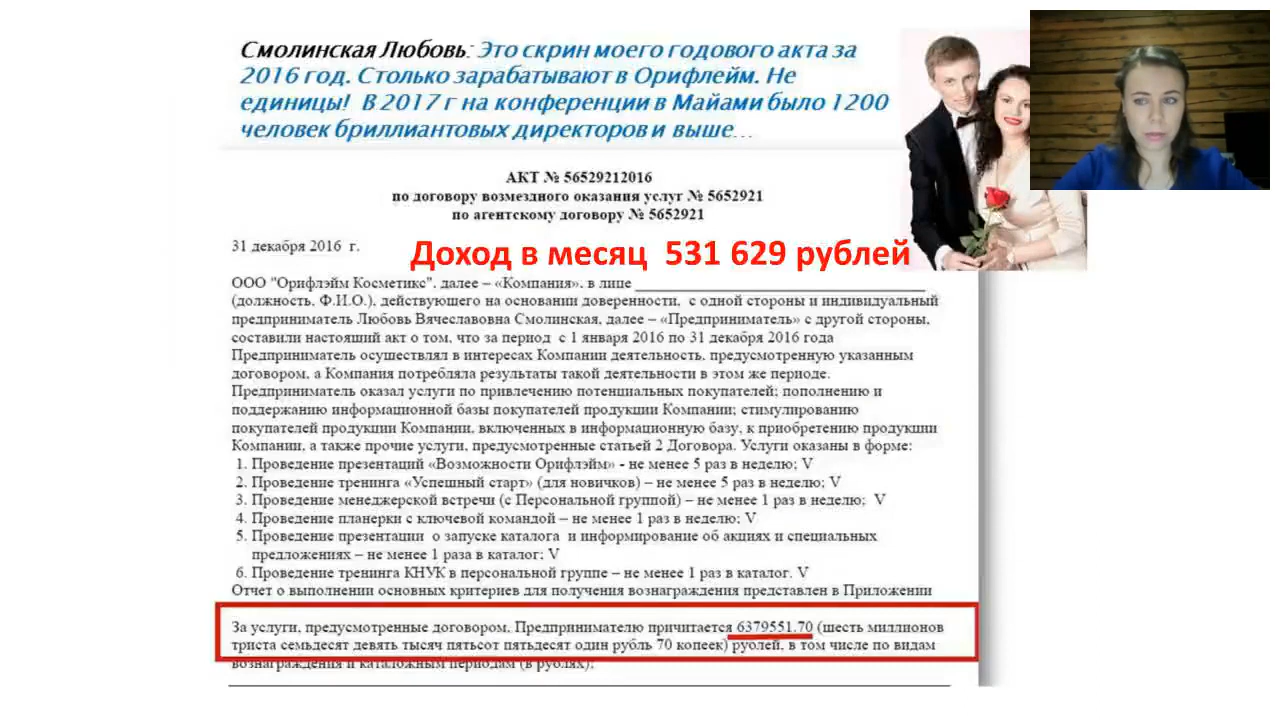 Смолинская Любовь: Это скрин моего годового акта за
2016 год. Столько зарабатывают в Орифлейм. Не
единицы! В 2017 г на конференции в Майами было 1200
человек бриллиантовых директоров и выше...
АКТ № 56529212016
по договору возмездного оказания услуг № 5652921
по агентскому договору № 5652921
31 декабря 2016 г.
Доход в месяц 531 629 рублей
ООО "Орифлэйм Косметикс", далее – «Компания», в лице
(должность, Ф.И.О.), действующего на основании доверенности, с одной стороны и индивидуальный
предприниматель Любовь Вячеславовна Смолинская, далее – «Предприниматель» с другой стороны,
составили настоящий акт о том, что за период с 1 января 2016 по 31 декабря 2016 года
Предприниматель осуществлял в интересах Компании деятельность, предусмотренную указанным
договором, а Компания потребляла результаты такой деятельности в этом же периоде.
Предприниматель оказал услуги по привлечению потенциальных покупателей; пополнению и
поддержанию информационной базы покупателей продукции Компании; стимулированию
покупателей продукции Компании, включенных в информационную базу, к приобретению продукции
Компании, а также прочие услуги, предусмотренные статьей 2 Договора. Услуги оказаны в форме:
1. Проведение презентаций «Возможности Орифлэйм» - не менее 5 раз в неделю; V
2. Проведение тренинга «Успешный старт» (для новичков) – не менее 5 раз в неделю; V
3. Проведение менеджерской встречи (с Персональной группой) – не менее 1 раз в неделю; V
4. Проведение планерки с ключевой командой – не менее 1 раз в неделю; V
5. Проведение презентации о запуске каталога и информирование об акциях и специальных
предложениях – не менее 1 раза в каталог; V
6. Проведение тренинга КНУК в персональной группе – не менее 1 раз в каталог. V
Отчет о выполнении основных критериев для получения вознаграждения представлен в Приложении
За услуги, предусмотренные договором, Предпринимателю причитается 6379551.70 (шесть миллионов
триста семьдесят девять тысяч пятьсот пятьдесят один рубль 70 копеек) рублей, в том числе по видам
вознаграждения и каталожным периодам (в рублях):